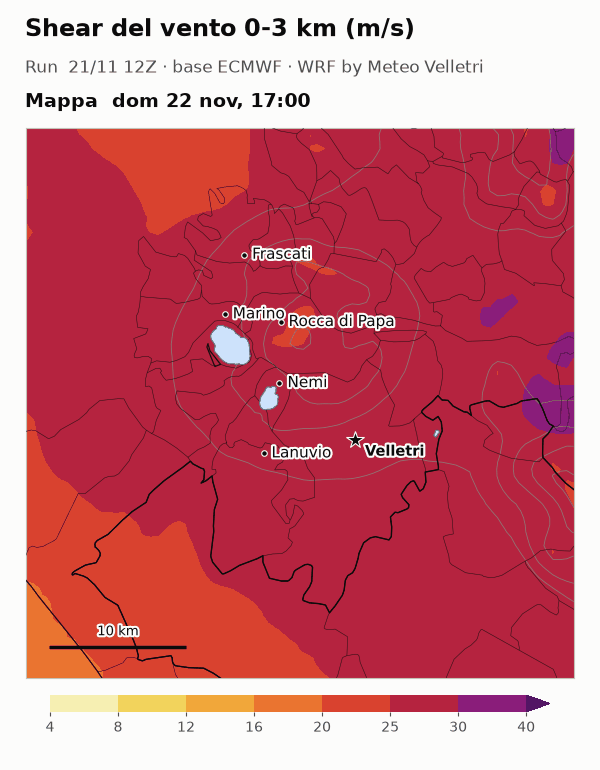 Shear del vento 0-3 km (m/s)
Run  21/11 12Z · base ECMWF · WRF by Meteo Velletri
Mappa  dom 22 nov, 17:00
Frascati
Marino
Rocca di Papa
Nemi
Velletri
Lanuvio
10 km
4 8 12 16 20 25 30 40